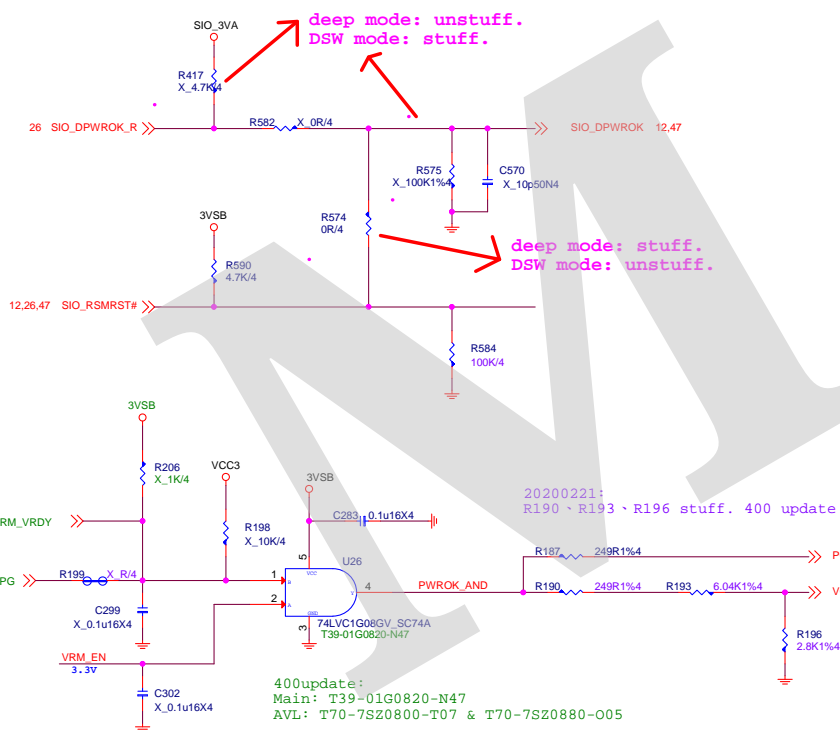 deep mode: unstuff.
DSW mode: stuff.
SIO_3VA
R417
X_4.7K/4
26 SIO_DPWROK_R
R582 X_0R/4
SIO_DPWROK 12,47
R575
X_100K1%4
C570
X_10p50N4
3VSB
R574
0R/4
deep mode: stuff.
DSW mode: unstuff.
R590
4.7K/4
12,26,47 SIO_RSMRST#
R584
100K/4
3VSB
R206
X_1K/4
VCC3
3VSB
20200221:
R190、R193、R196 stuff. 400 update
C283 0.1u16X4
RM_VRDY
R198
X_10K/4
R187 249R1%4
P
U26
5
VCC
PG
R199 X_R/4
1 B
2 A
Y 4
PWROK_AND
R190 249R1%4
R193 6.04K1%4
V
GND
3
C299
X_0.1u16X4
74LVC1G08GV_SC74A
T39-01G0820-N47
R196
2.8K1%4
VRM_EN
3.3V
C302
X_0.1u16X4
400update:
Main: T39-01G0820-N47
AVL: T70-7SZ0800-T07 & T70-7SZ0880-O05